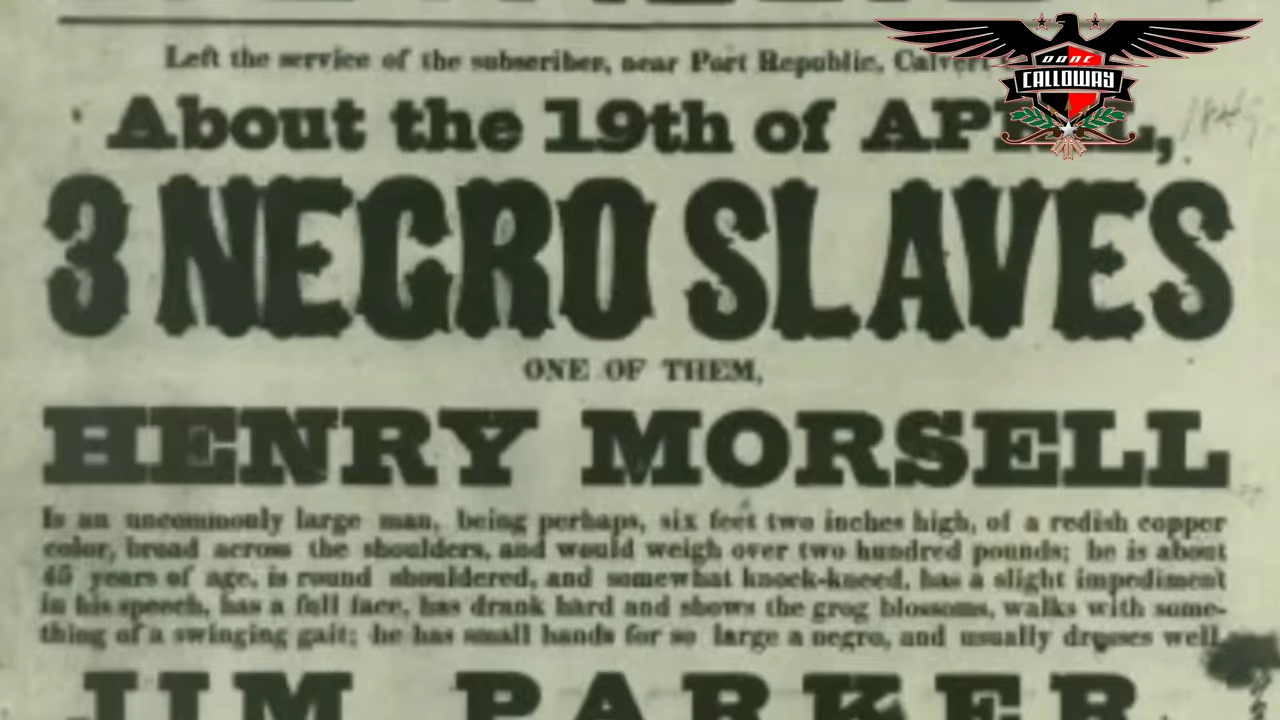 Left the service of the subscriber, near Port Republic, Calvert
DANE
CALLOWAY
About the 19th of APRIL,
3 NEGRO SLAVES
ONE OF THEM,
HENRY MORSELL
Is an uncommonly large man, being perhaps, six feet two inches high, of a redish copper
color, broad across the shoulders, and would weigh over two hundred pounds; he is about
45 years of age, is round shouldered, and somewhat knock-kneed, has a slight impediment
in his speech, has a full face, has drank hard and shows the grog blossoms, walks with some-
thing of a swinging gait; he has small hands for so large a negro, and usually dresses well.
JIM PARKER,